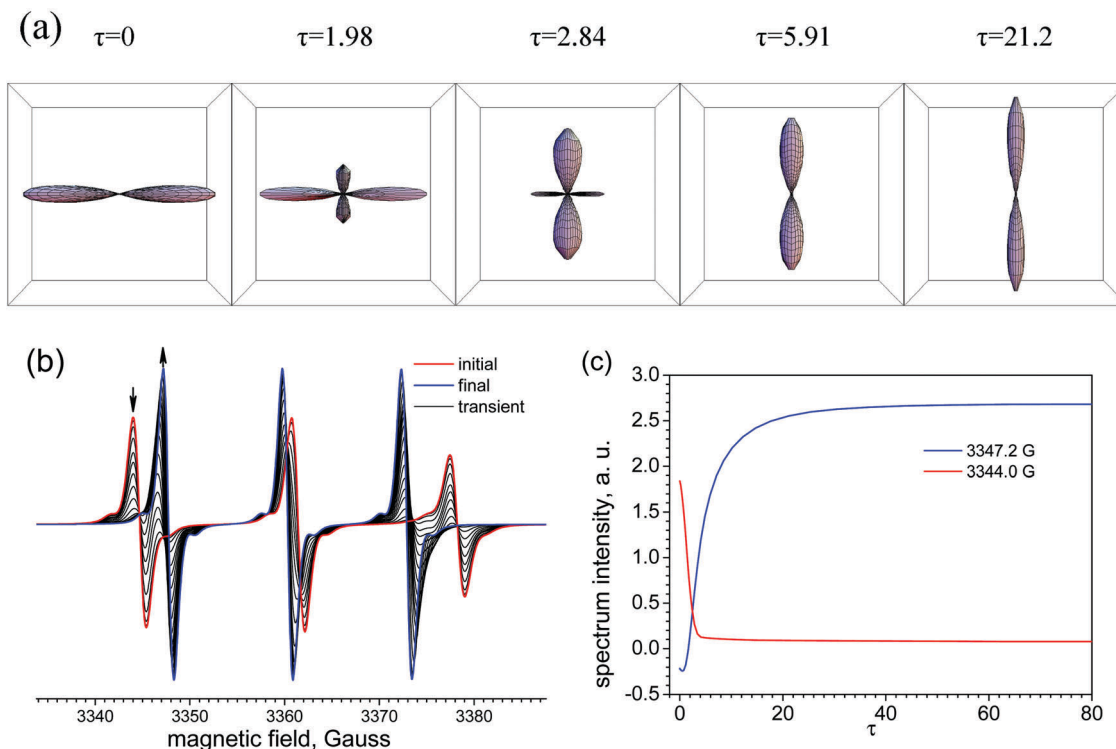 (a) τ=0 τ=1.98 τ=2.84 τ=5.91 τ=21.2
(b)
initial
final
transient
3340 3350 3360 3370 3380
magnetic field, Gauss
(c)
spectrum intensity, a. u.
3.0
2.5
2.0
1.5
1.0
0.5
0.0
-0.5
3347.2 G
3344.0 G
0 20 40 60 80
τ